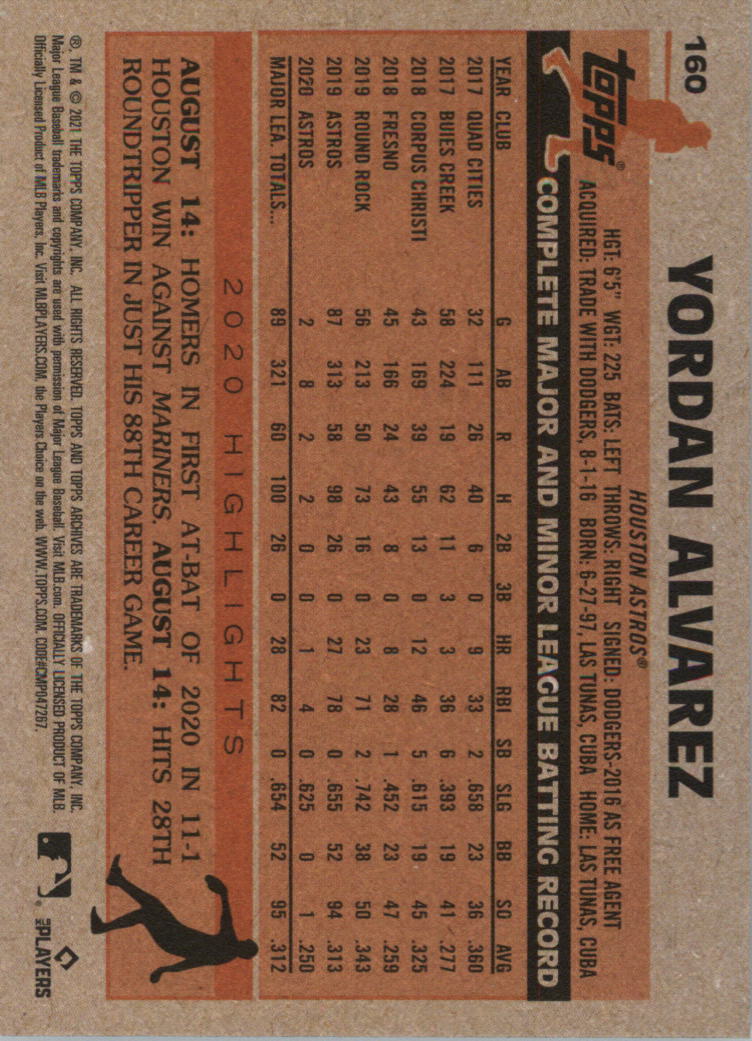 160
YORDAN ALVAREZ
HOUSTON ASTROS®
topps®
HGT: 6'5" WGT: 225 BATS: LEFT THROWS: RIGHT SIGNED: DODGERS-2016 AS FREE AGENT
ACQUIRED: TRADE WITH DODGERS, 8-1-16 BORN: 6-27-97, LAS TUNAS, CUBA HOME: LAS TUNAS, CUBA
COMPLETE MAJOR AND MINOR LEAGUE BATTING RECORD
YEAR CLUB G AB R H 2B 3B HR RBI SB SLG BB SO AVG
2017 QUAD CITIES 32 111 26 40 6 0 9 33 2 .658 23 36 .360
2017 BUIES CREEK 58 224 19 62 11 3 3 36 6 .393 19 41 .277
2018 CORPUS CHRISTI 43 169 39 55 13 0 12 46 5 .615 19 45 .325
2018 FRESNO 45 166 24 43 8 0 8 28 1 .452 23 47 .259
2019 ROUND ROCK 56 213 50 73 16 0 23 71 2 .742 38 50 .343
2019 ASTROS 87 313 58 98 26 0 27 78 0 .655 52 94 .313
2020 ASTROS 2 8 2 2 0 0 1 4 0 .625 0 1 .250
MAJOR LEA. TOTALS... 89 321 60 100 26 0 28 82 0 .654 52 95 .312
2020 HIGHLIGHTS
AUGUST 14: HOMERS IN FIRST AT-BAT OF 2020 IN 11-1
HOUSTON WIN AGAINST MARINERS. AUGUST 14: HITS 28TH
ROUNDTRIPPER IN JUST HIS 88TH CAREER GAME.
®, TM & © 2021 THE TOPPS COMPANY, INC. ALL RIGHTS RESERVED. TOPPS AND TOPPS ARCHIVES ARE TRADEMARKS OF THE TOPPS COMPANY, INC.
Major League Baseball trademarks and copyrights are used with permission of Major League Baseball. Visit MLB.com. OFFICIALLY LICENSED PRODUCT OF MLB
Officially Licensed Product of MLB Players, Inc. Visit MLBPLAYERS.COM, the Players Choice on the web. WWW.TOPPS.COM. CODE#CMP047267.
MLB PLAYERS